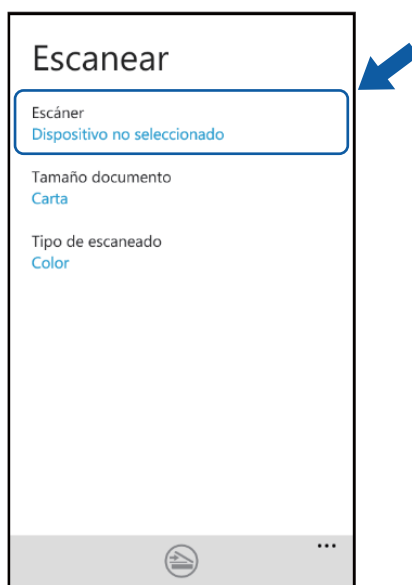 Escanear
Escáner
Dispositivo no seleccionado
Tamaño documento
Carta
Tipo de escaneado
Color
...